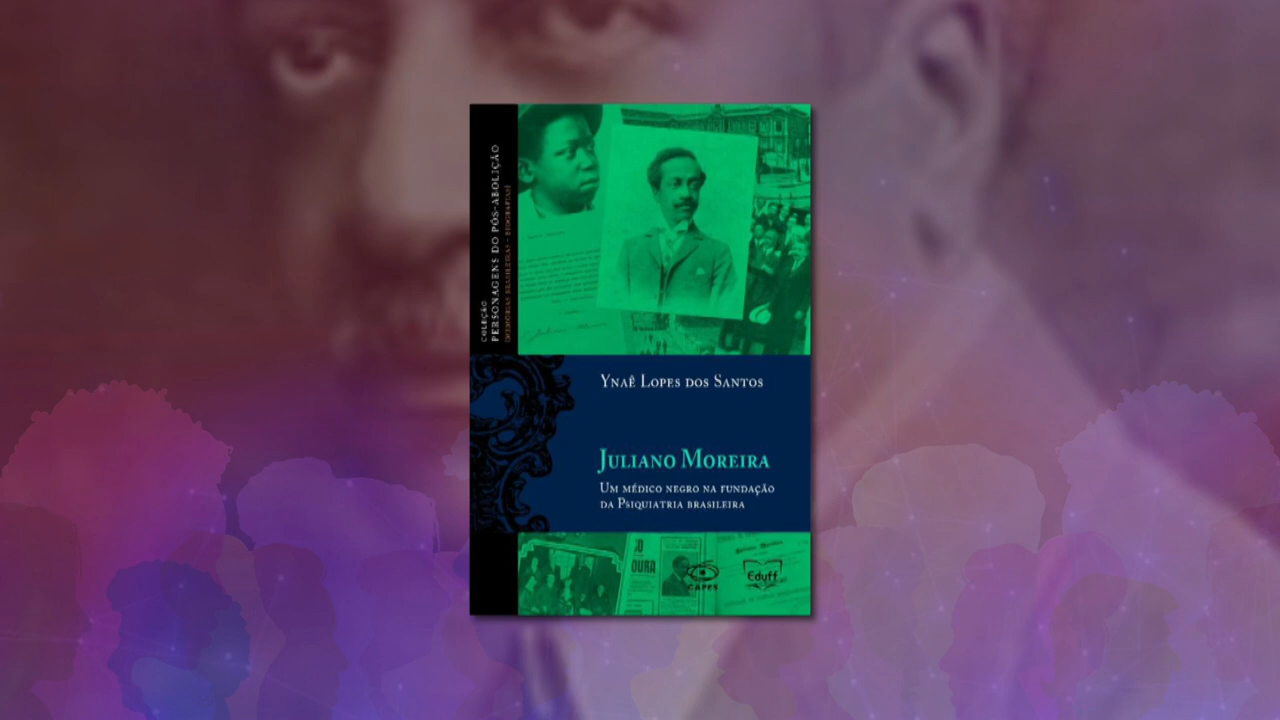 COLEÇÃO
PERSONAGENS DO PÓS-ABOLIÇÃO
Ynaê Lopes dos Santos
Juliano Moreira
Um médico negro na fundação
da Psiquiatria brasileira
OURA
CAPES
Eduff